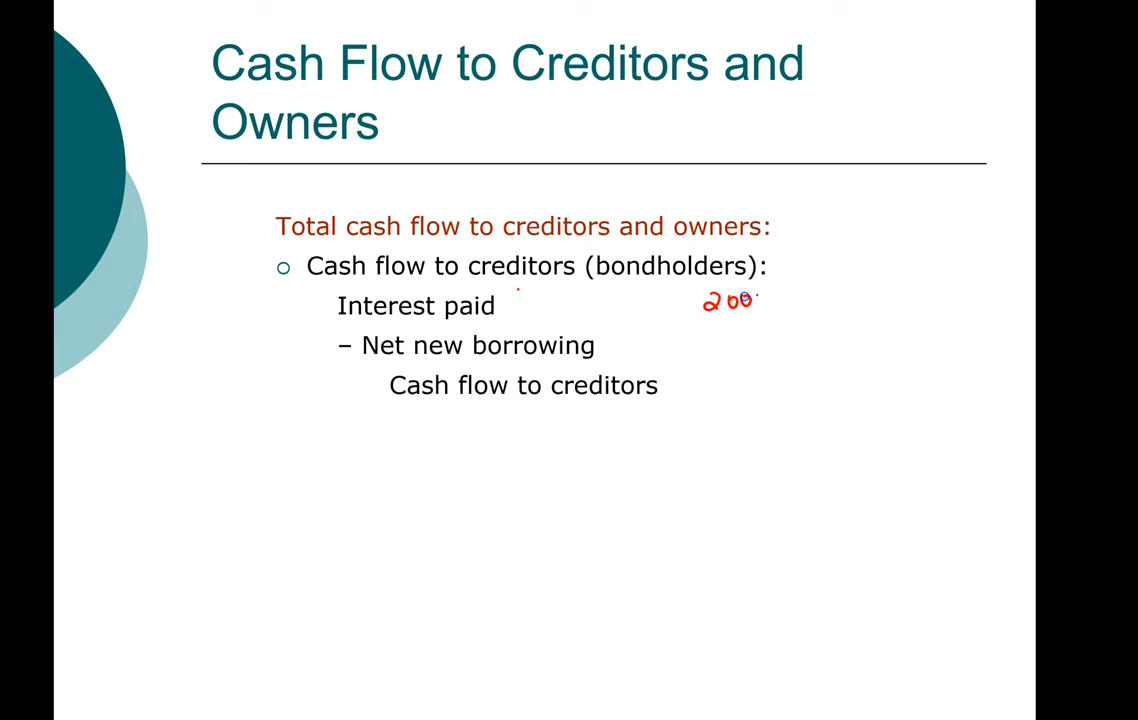 Cash Flow to Creditors and
Owners
Total cash flow to creditors and owners:
Cash flow to creditors (bondholders):
Interest paid 200
– Net new borrowing
Cash flow to creditors